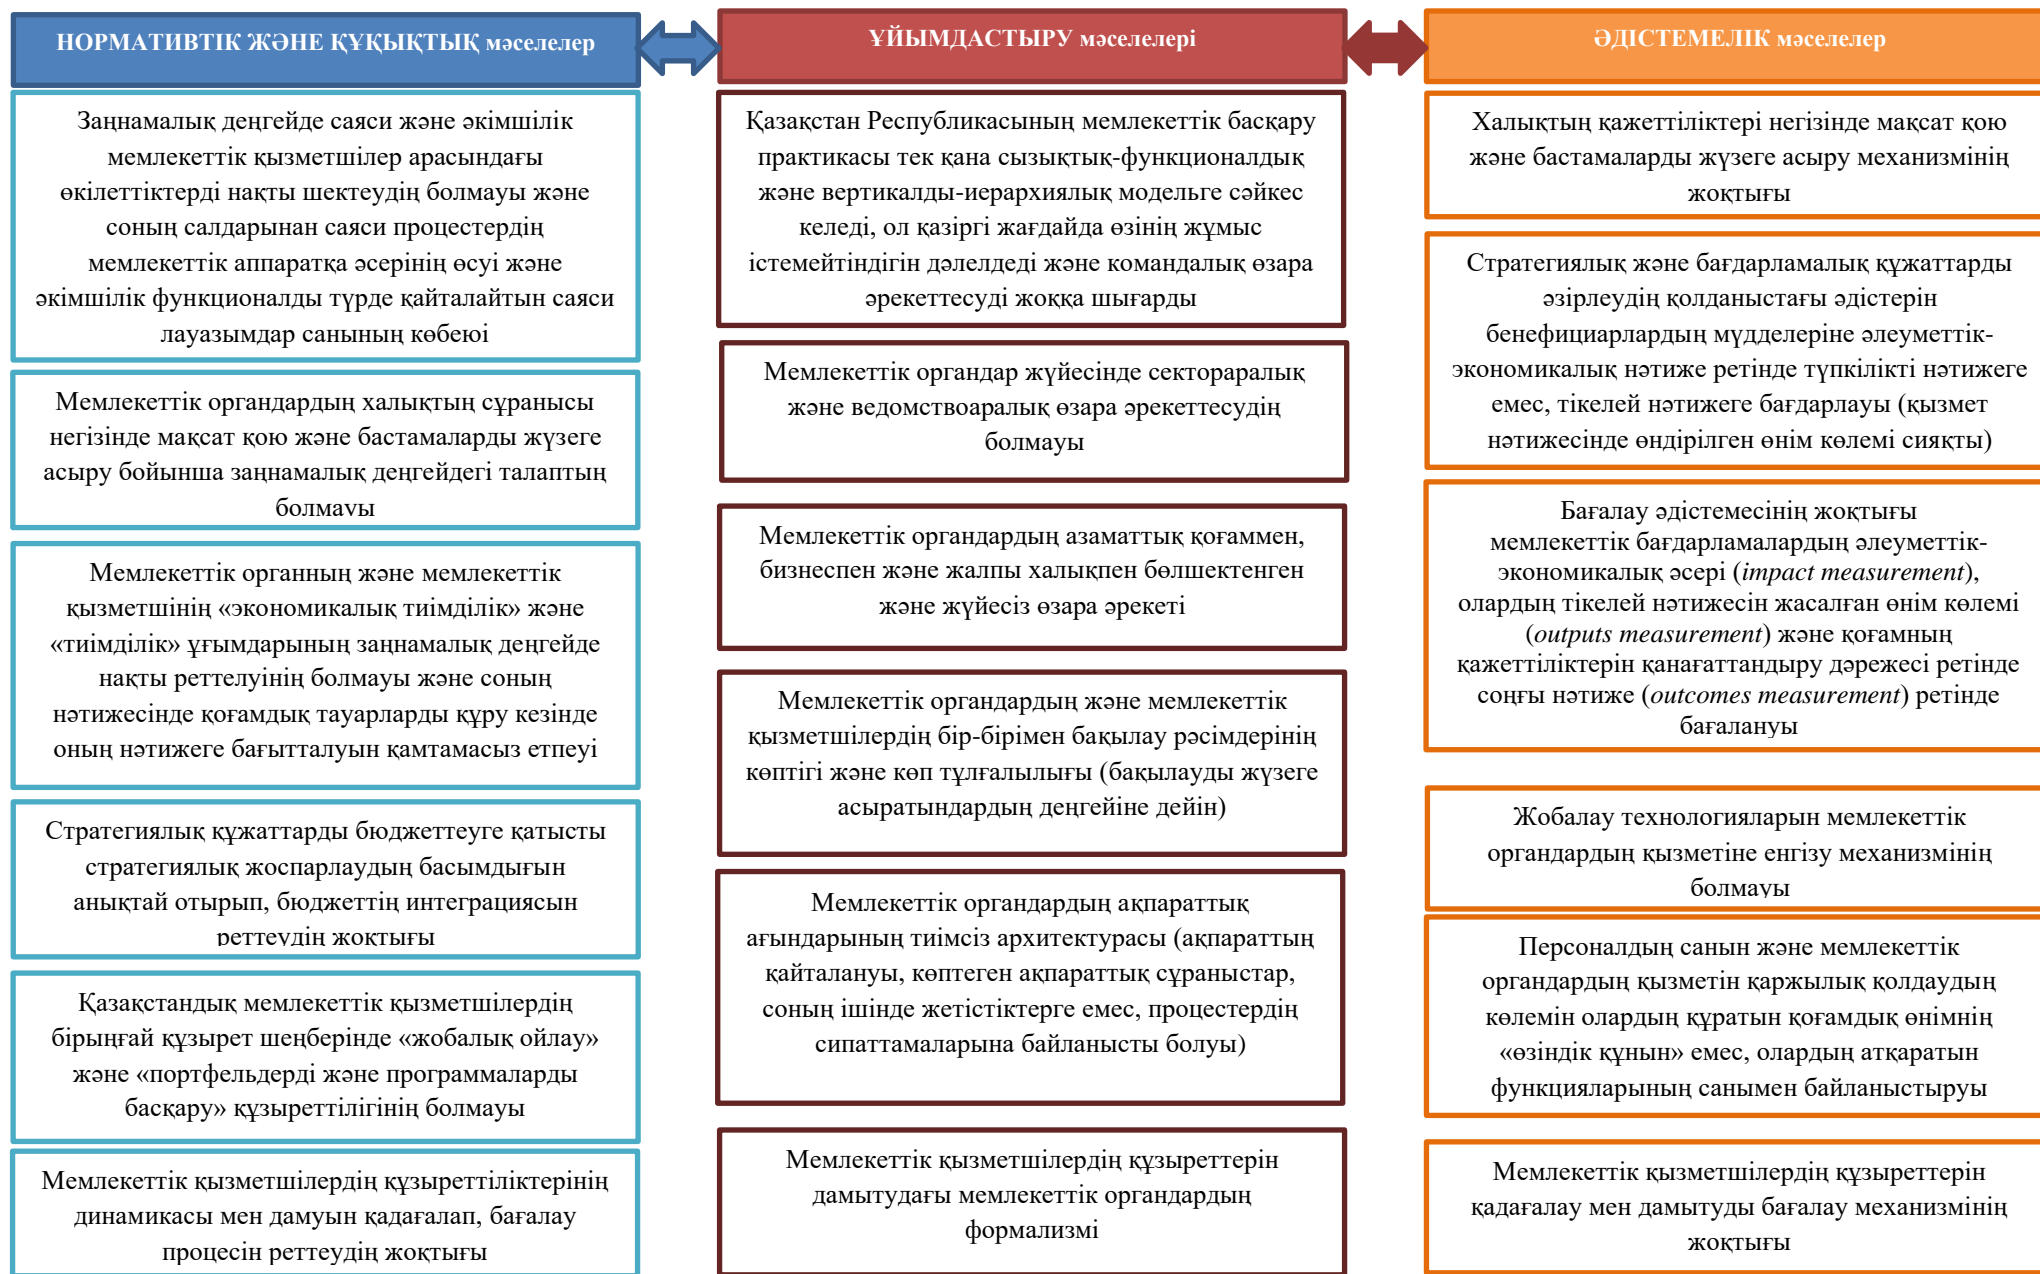 НОРМАТИВТІК ЖӘНЕ ҚҰҚЫҚТЫҚ мәселелер
Заңнамалық деңгейде саяси және әкімшілік
мемлекеттік қызметшілер арасындағы
өкілеттіктерді нақты шектеудің болмауы және
соның салдарынан саяси процестердің
мемлекеттік аппаратқа әсерінің өсуі және
әкімшілік функционалды түрде қайталайтын саяси
лауазымдар санының көбеюі
Мемлекеттік органдардың халықтың сұранысы
негізінде мақсат қою және бастамаларды жүзеге
асыру бойынша заңнамалық деңгейдегі талаптың
болмауы
Мемлекеттік органның және мемлекеттік
қызметшінің «экономикалық тиімділік» және
«тиімділік» ұғымдарының заңнамалық деңгейде
нақты реттелуінің болмауы және соның
нәтижесінде қоғамдық тауарларды құру кезінде
оның нәтижеге бағытталуын қамтамасыз етпеуі
Стратегиялық құжаттарды бюджеттеуге қатысты
стратегиялық жоспарлаудың басымдығын
анықтай отырып, бюджеттің интеграциясын
реттеудің жоқтығы
Қазақстандық мемлекеттік қызметшілердің
бірыңғай құзырет шеңберінде «жобалық ойлау»
және «портфельдерді және программаларды
басқару» құзыреттілігінің болмауы
Мемлекеттік қызметшілердің құзыреттіліктерінің
динамикасы мен дамуын қадағалап, бағалау
процесін реттеудің жоқтығы
ҰЙЫМДАСТЫРУ мәселелері
Қазақстан Республикасының мемлекеттік басқару
практикасы тек қана сызықтық-функционалдық
және вертикалды-иерархиялық модельге сәйкес
келеді, ол қазіргі жағдайда өзінің жұмыс
істемейтіндігін дәлелдеді және командалық өзара
әрекеттесуді жоққа шығарды
Мемлекеттік органдар жүйесінде сектораралық
және ведомствоаралық өзара әрекеттесудің
болмауы
Мемлекеттік органдардың азаматтық қоғаммен,
бизнеспен және жалпы халықпен бөлшектенген
және жүйесіз өзара әрекеті
Мемлекеттік органдардың және мемлекеттік
қызметшілердің бір-бірімен бақылау рәсімдерінің
көптігі және көп тұлғалылығы (бақылауды жүзеге
асыратындардың деңгейіне дейін)
Мемлекеттік органдардың ақпараттық
ағындарының тиімсіз архитектурасы (ақпараттың
қайталануы, көптеген ақпараттық сұраныстар,
соның ішінде жетістіктерге емес, процестердің
сипаттамаларына байланысты болуы)
Мемлекеттік қызметшілердің құзыреттерін
дамытудағы мемлекеттік органдардың
формализмі
ӘДІСТЕМЕЛІК мәселелер
Халықтың қажеттіліктері негізінде мақсат қою
және бастамаларды жүзеге асыру механизмінің
жоқтығы
Стратегиялық және бағдарламалық құжаттарды
әзірлеудің қолданыстағы әдістерін
бенефициарлардың мүдделеріне әлеуметтік-
экономикалық нәтиже ретінде түпкілікті нәтижеге
емес, тікелей нәтижеге бағдарлауы (қызмет
нәтижесінде өндірілген өнім көлемі сияқты)
Бағалау әдістемесінің жоқтығы
мемлекеттік бағдарламалардың әлеуметтік-
экономикалық әсері (impact measurement),
олардың тікелей нәтижесін жасалған өнім көлемі
(outputs measurement) және қоғамның
қажеттіліктерін қанағаттандыру дәрежесі ретінде
соңғы нәтиже (outcomes measurement) ретінде
бағалануы
Жобалау технологияларын мемлекеттік
органдардың қызметіне енгізу механизмінің
болмауы
Персоналдың санын және мемлекеттік
органдардың қызметін қаржылық қолдаудың
көлемін олардың құратын қоғамдық өнімнің
«өзіндік құнын» емес, олардың атқаратын
функцияларының санымен байланыстыруы
Мемлекеттік қызметшілердің құзыреттерін
қадағалау мен дамытуды бағалау механизмінің
жоқтығы